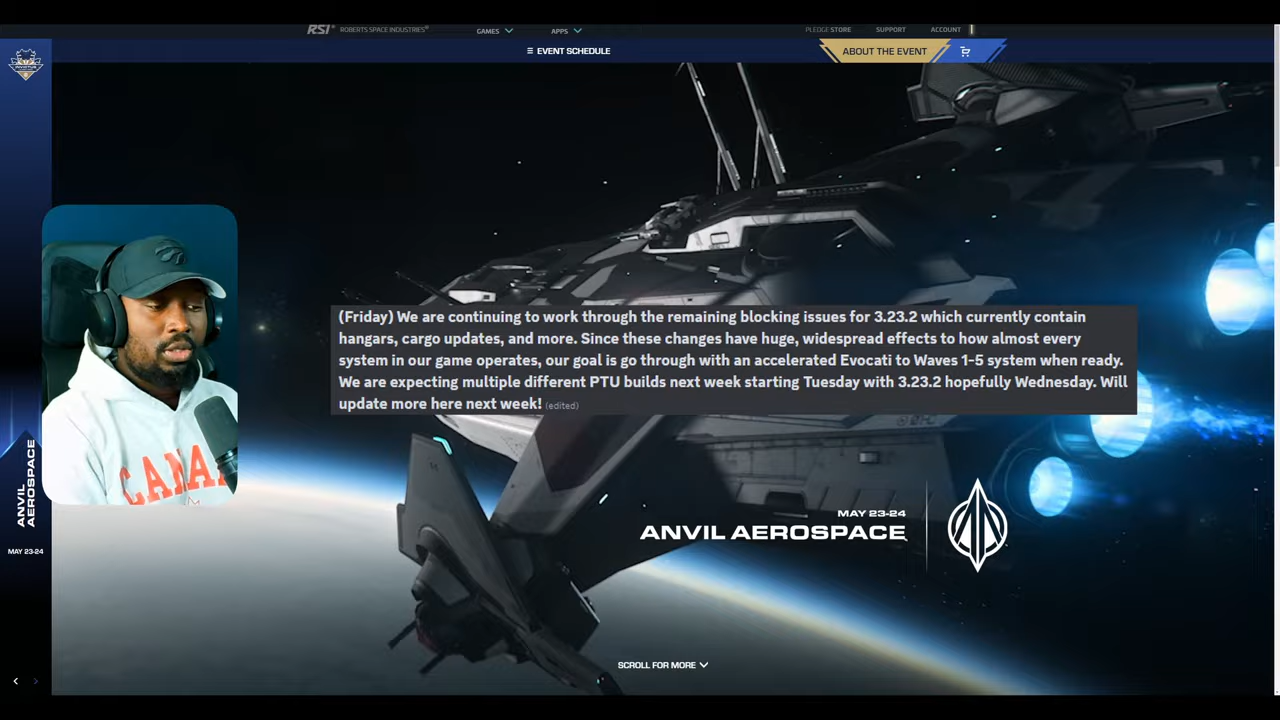 RSI ROBERTS SPACE INDUSTRIES®
GAMES
APPS
PLEDGE STORE
SUPPORT
ACCOUNT
EVENT SCHEDULE
ABOUT THE EVENT
INVICTUS
(Friday) We are continuing to work through the remaining blocking issues for 3.23.2 which currently contain
hangars, cargo updates, and more. Since these changes have huge, widespread effects to how almost every
system in our game operates, our goal is go through with an accelerated Evocati to Waves 1-5 system when ready.
We are expecting multiple different PTU builds next week starting Tuesday with 3.23.2 hopefully Wednesday. Will
update more here next week! (edited)
CANA
ANVIL
AEROSPACE
MAY 23-24
MAY 23-24
ANVIL AEROSPACE
SCROLL FOR MORE